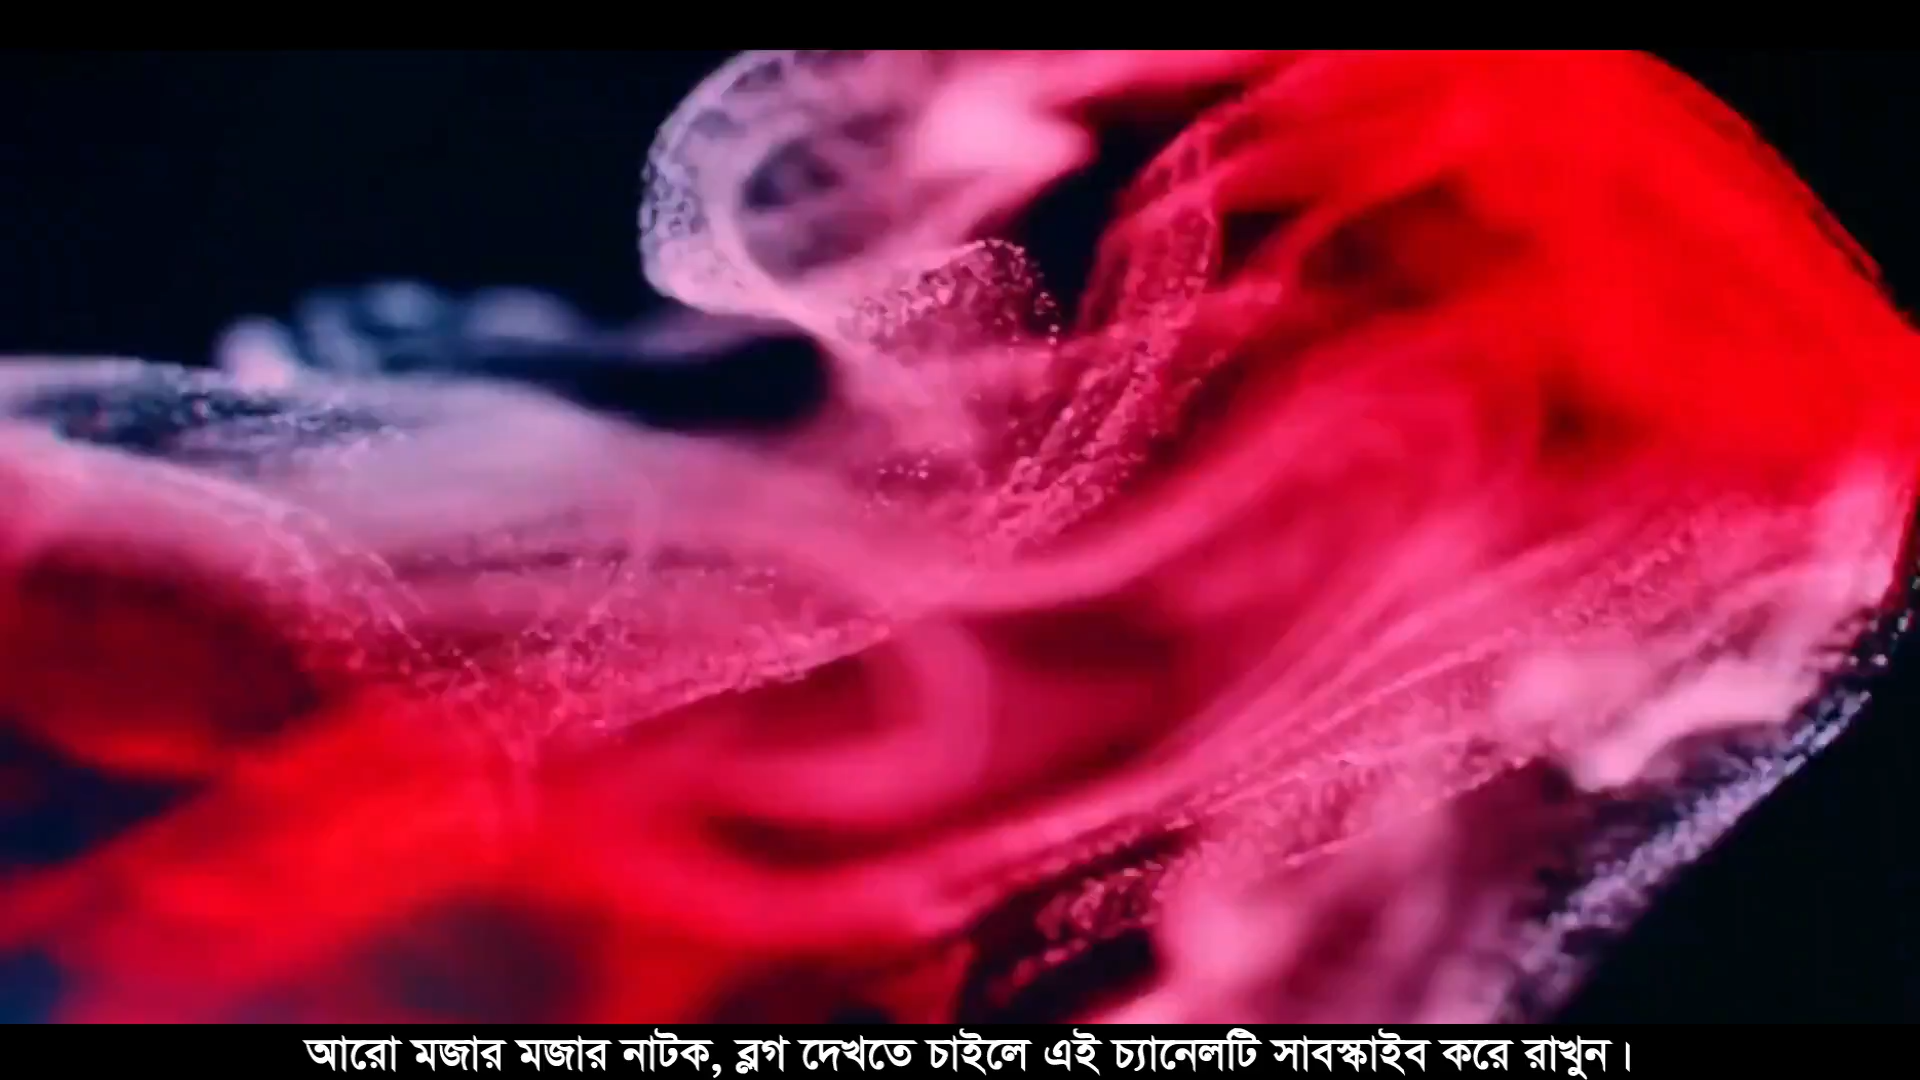 আরো মজার মজার নাটক, ব্লগ দেখতে চাইলে এই চ্যানেলটি সাবস্কাইব করে রাখুন।